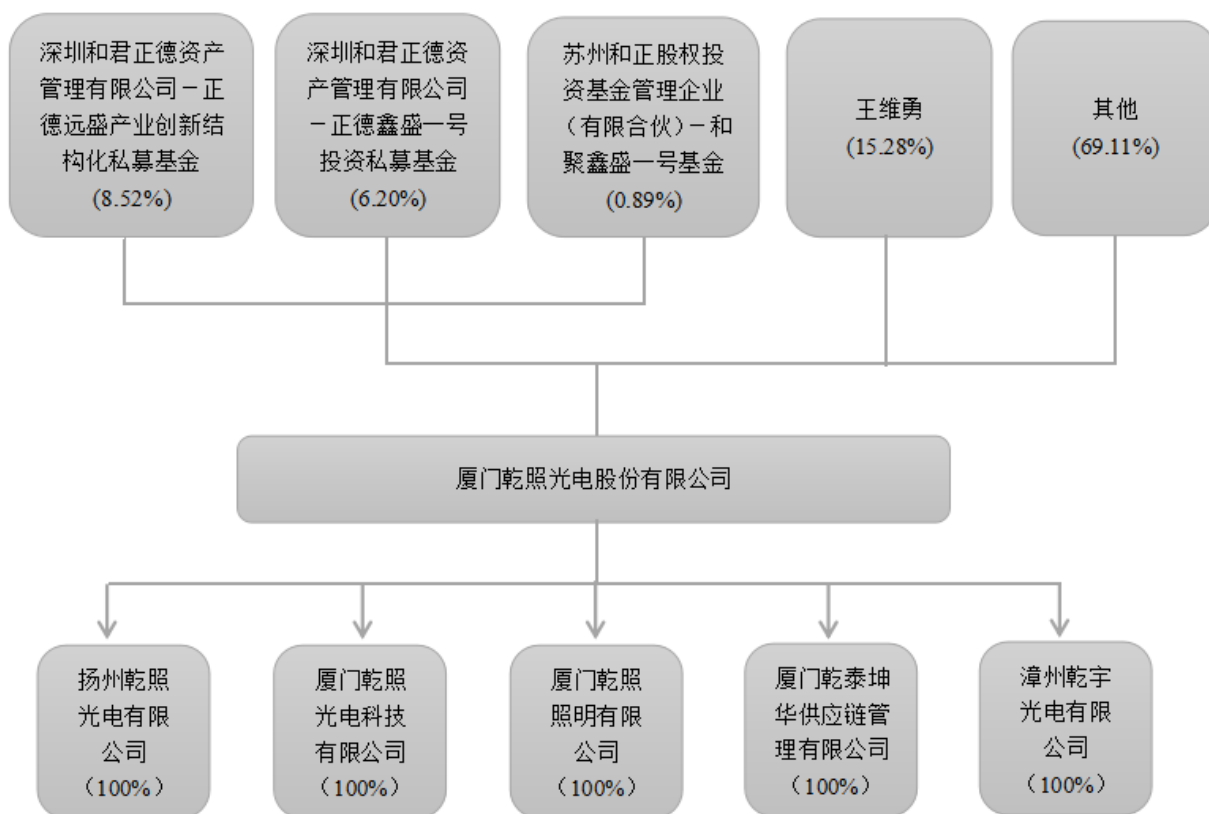 深圳和君正德资产
管理有限公司－正
德远盛产业创新结
构化私募基金
(8.52%)
深圳和君正德资
产管理有限公司
－正德鑫盛一号
投资私募基金
(6.20%)
苏州和正股权投
资基金管理企业
（有限合伙）－和
聚鑫盛一号基金
(0.89%)
王维勇
(15.28%)
其他
(69.11%)
厦门乾照光电股份有限公司
扬州乾照
光电有限
公司
（100%）
厦门乾照
光电科技
有限公司
（100%）
厦门乾照
照明有限
公司
（100%）
厦门乾泰坤
华供应链管
理有限公司
（100%）
漳州乾宇
光电有限
公司
（100%）